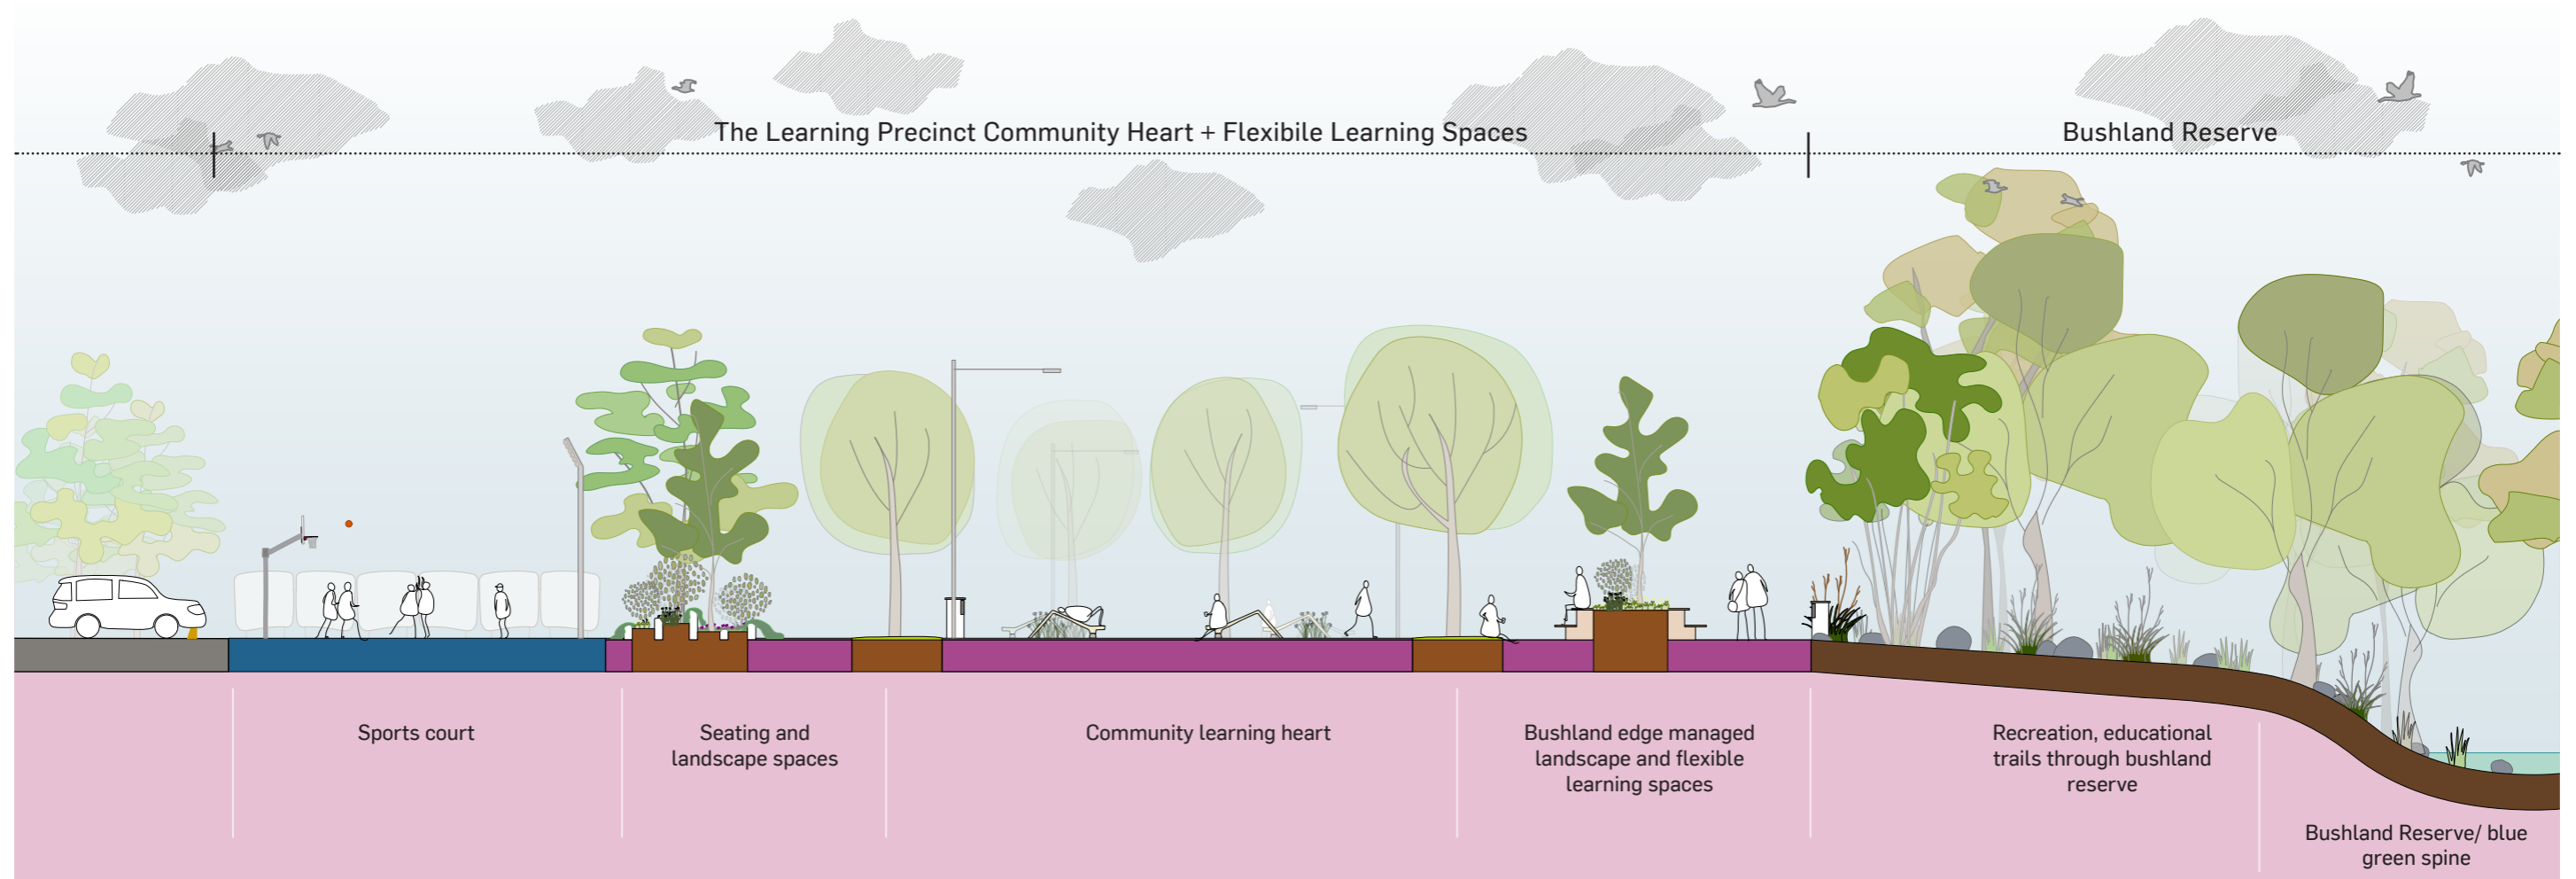 The Learning Precinct Community Heart + Flexibile Learning Spaces
Bushland Reserve
Sports court
Seating and
landscape spaces
Community learning heart
Bushland edge managed
landscape and flexible
learning spaces
Recreation, educational
trails through bushland
reserve
Bushland Reserve/ blue
green spine